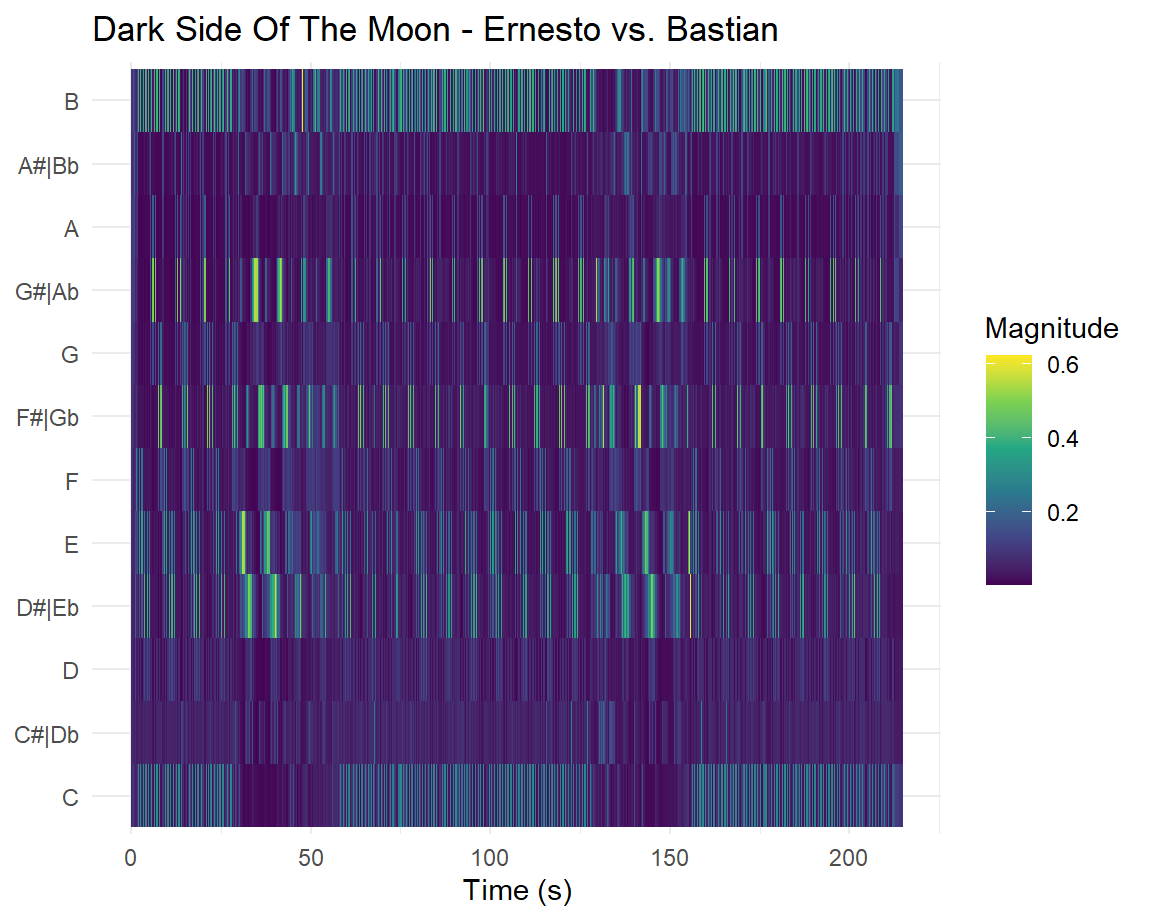 Dark Side Of The Moon - Ernesto vs. Bastian
B
A#|Bb
A
G#|Ab
G
F#|Gb
F
E
D#|Eb
D
C#|Db
C
0 50 100 150 200
Time (s)
Magnitude
0.6
0.4
0.2